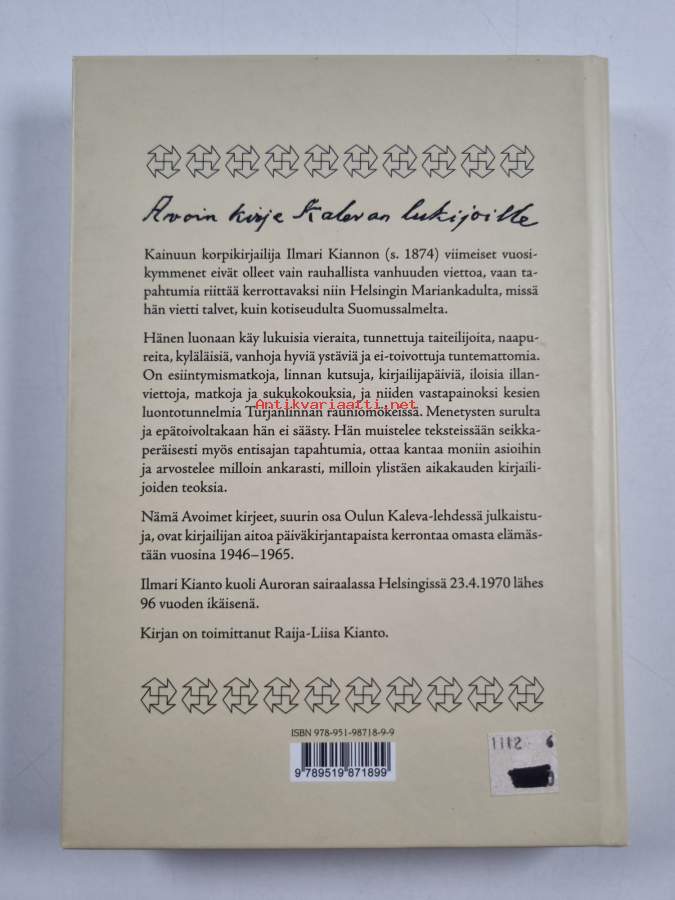 Avoin kirje Kalevan lukijoille
Kainuun korpikirjailija Ilmari Kiannon (s. 1874) viimeiset vuosi-
kymmenet eivät olleet vain rauhallista vanhuuden viettoa, vaan ta-
pahtumia riittää kerrottavaksi niin Helsingin Mariankadulta, missä
hän vietti talvet, kuin kotiseudulta Suomussalmelta.
Hänen luonaan käy lukuisia vieraita, tunnettuja taiteilijoita, naapu-
reita, kyläläisiä, vanhoja hyviä ystäviä ja ei-toivottuja tuntemattomia.
On esiintymismatkoja, linnan kutsuja, kirjailijapäiviä, iloisia illan-
viettoja, matkoja ja sukukokouksia, ja niiden vastapainoksi kesien
Antikvariaatti.net
luontotunnelmia Turjanlinnan rauniomökeissä. Menetysten surulta
ja epätoivoltakaan hän ei säästy. Hän muistelee teksteissään seikka-
peräisesti myös entisajan tapahtumia, ottaa kantaa moniin asioihin
ja arvostelee milloin ankarasti, milloin ylistäen aikakauden kirjaili-
joiden teoksia.
Nämä Avoimet kirjeet, suurin osa Oulun Kaleva-lehdessä julkaistu-
ja, ovat kirjailijan aitoa päiväkirjantapaista kerrontaa omasta elämäs-
tään vuosina 1946–1965.
Ilmari Kianto kuoli Auroran sairaalassa Helsingissä 23.4.1970 lähes
96 vuoden ikäisenä.
Kirjan on toimittanut Raija-Liisa Kianto.
ISBN 978-951-98718-9-9
9 789519 871899
1112 6